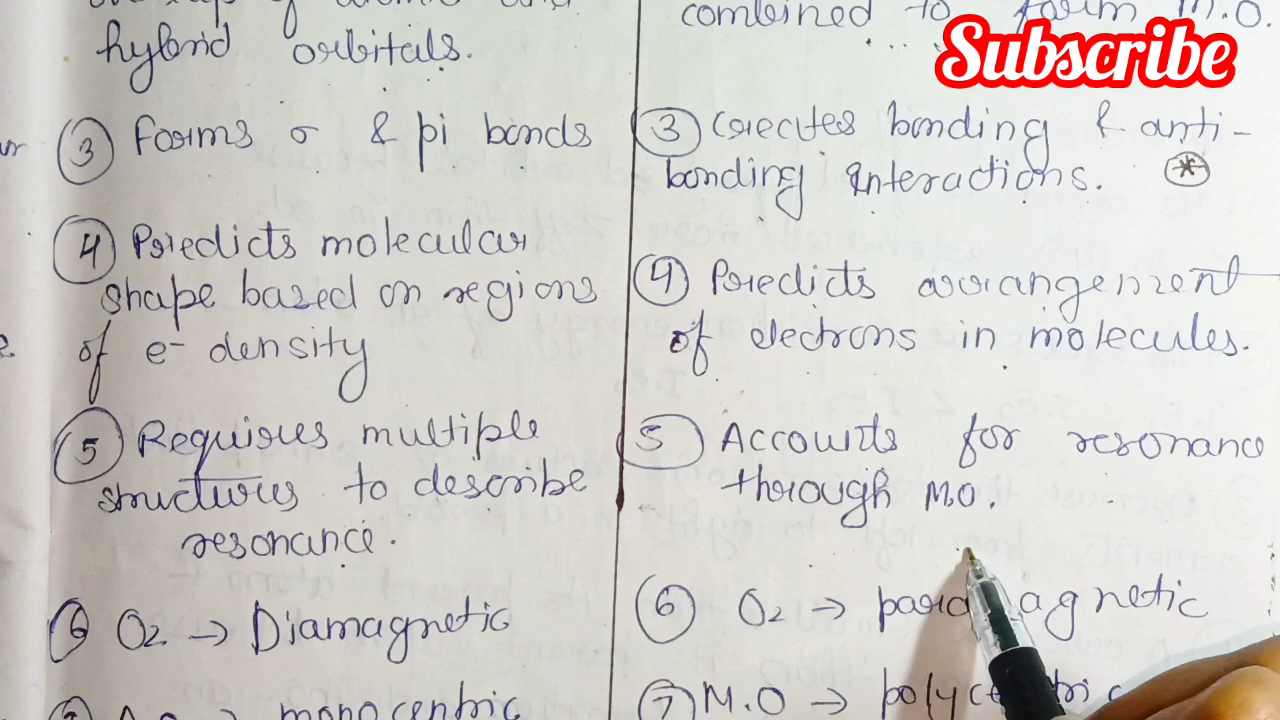 combined to form M.O.
hybrid orbitals.
Subscribe
③ Forms σ & pi bonds
④ Predicts molecular
shape based on regions
of e⁻ density
⑤ Requires multiple
structures to describe
resonance.
⑥ O₂ → Diamagnetic
monocentric
③ Creates bonding & anti-
bonding Interactions. *
④ Predicts arrangement
of electrons in molecules.
5 Accounts for resonance
through M.O.
⑥ O₂ → paramagnetic
⑦ M.O → polycentric